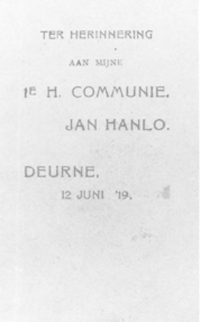 TER HERINNERING
AAN MIJNE
1e H. COMMUNIE.
JAN HANLO.
DEURNE,
12 JUNI '19,